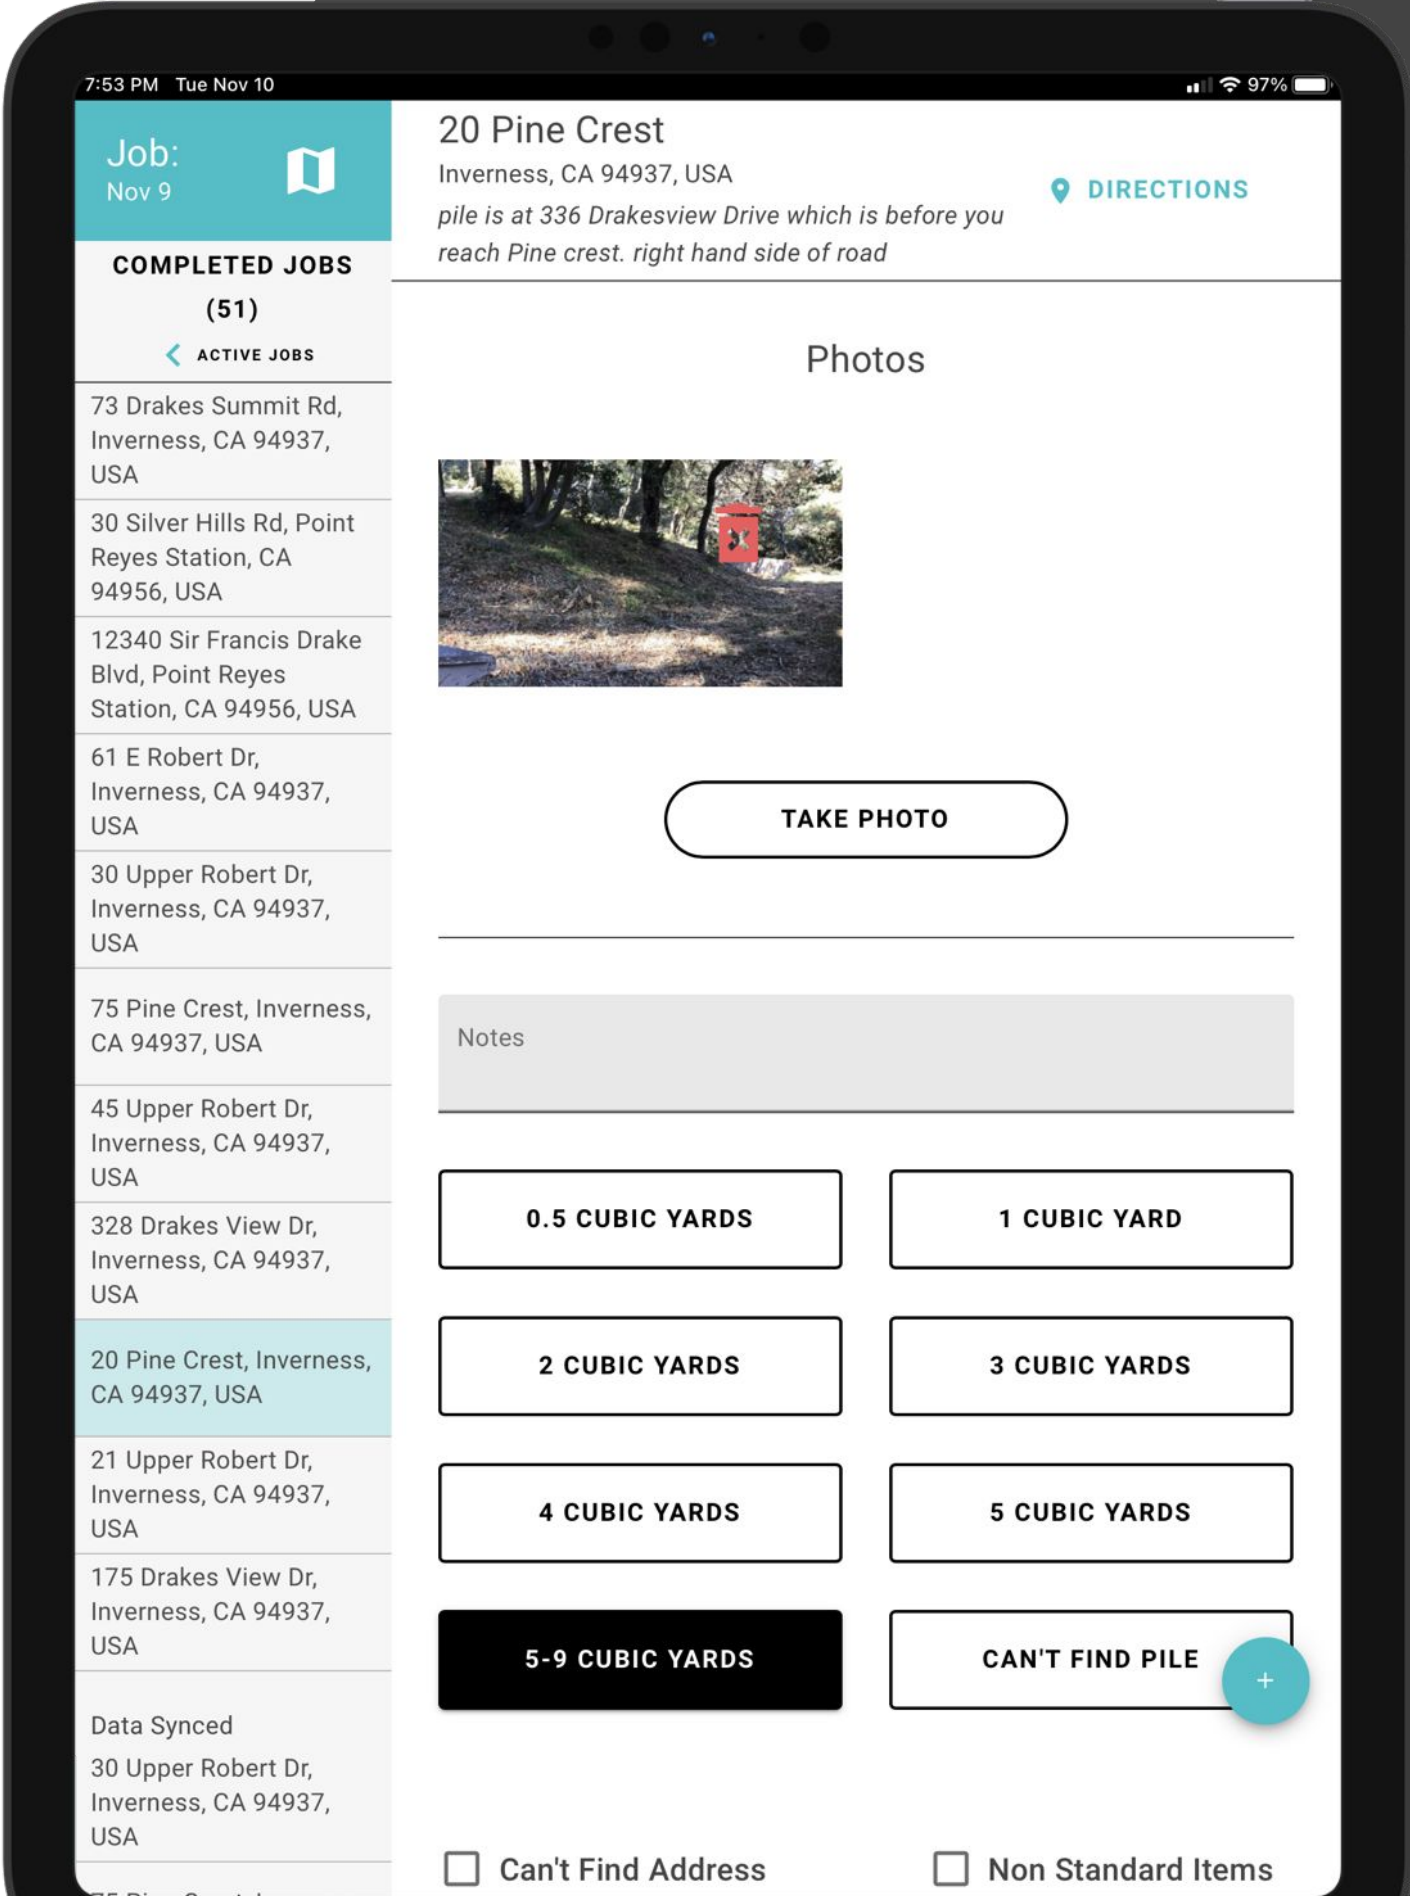 7:53 PM Tue Nov 10
97%
Job:
Nov 9
COMPLETED JOBS
(51)
ACTIVE JOBS
73 Drakes Summit Rd,
Inverness, CA 94937,
USA
30 Silver Hills Rd, Point
Reyes Station, CA
94956, USA
12340 Sir Francis Drake
Blvd, Point Reyes
Station, CA 94956, USA
61 E Robert Dr,
Inverness, CA 94937,
USA
30 Upper Robert Dr,
Inverness, CA 94937,
USA
75 Pine Crest, Inverness,
CA 94937, USA
45 Upper Robert Dr,
Inverness, CA 94937,
USA
328 Drakes View Dr,
Inverness, CA 94937,
USA
20 Pine Crest, Inverness,
CA 94937, USA
21 Upper Robert Dr,
Inverness, CA 94937,
USA
175 Drakes View Dr,
Inverness, CA 94937,
USA
Data Synced
30 Upper Robert Dr,
Inverness, CA 94937,
USA
20 Pine Crest
Inverness, CA 94937, USA
pile is at 336 Drakesview Drive which is before you
reach Pine crest. right hand side of road
DIRECTIONS
Photos
TAKE PHOTO
Notes
0.5 CUBIC YARDS
1 CUBIC YARD
2 CUBIC YARDS
3 CUBIC YARDS
4 CUBIC YARDS
5 CUBIC YARDS
5-9 CUBIC YARDS
CAN'T FIND PILE
+
Can't Find Address
Non Standard Items